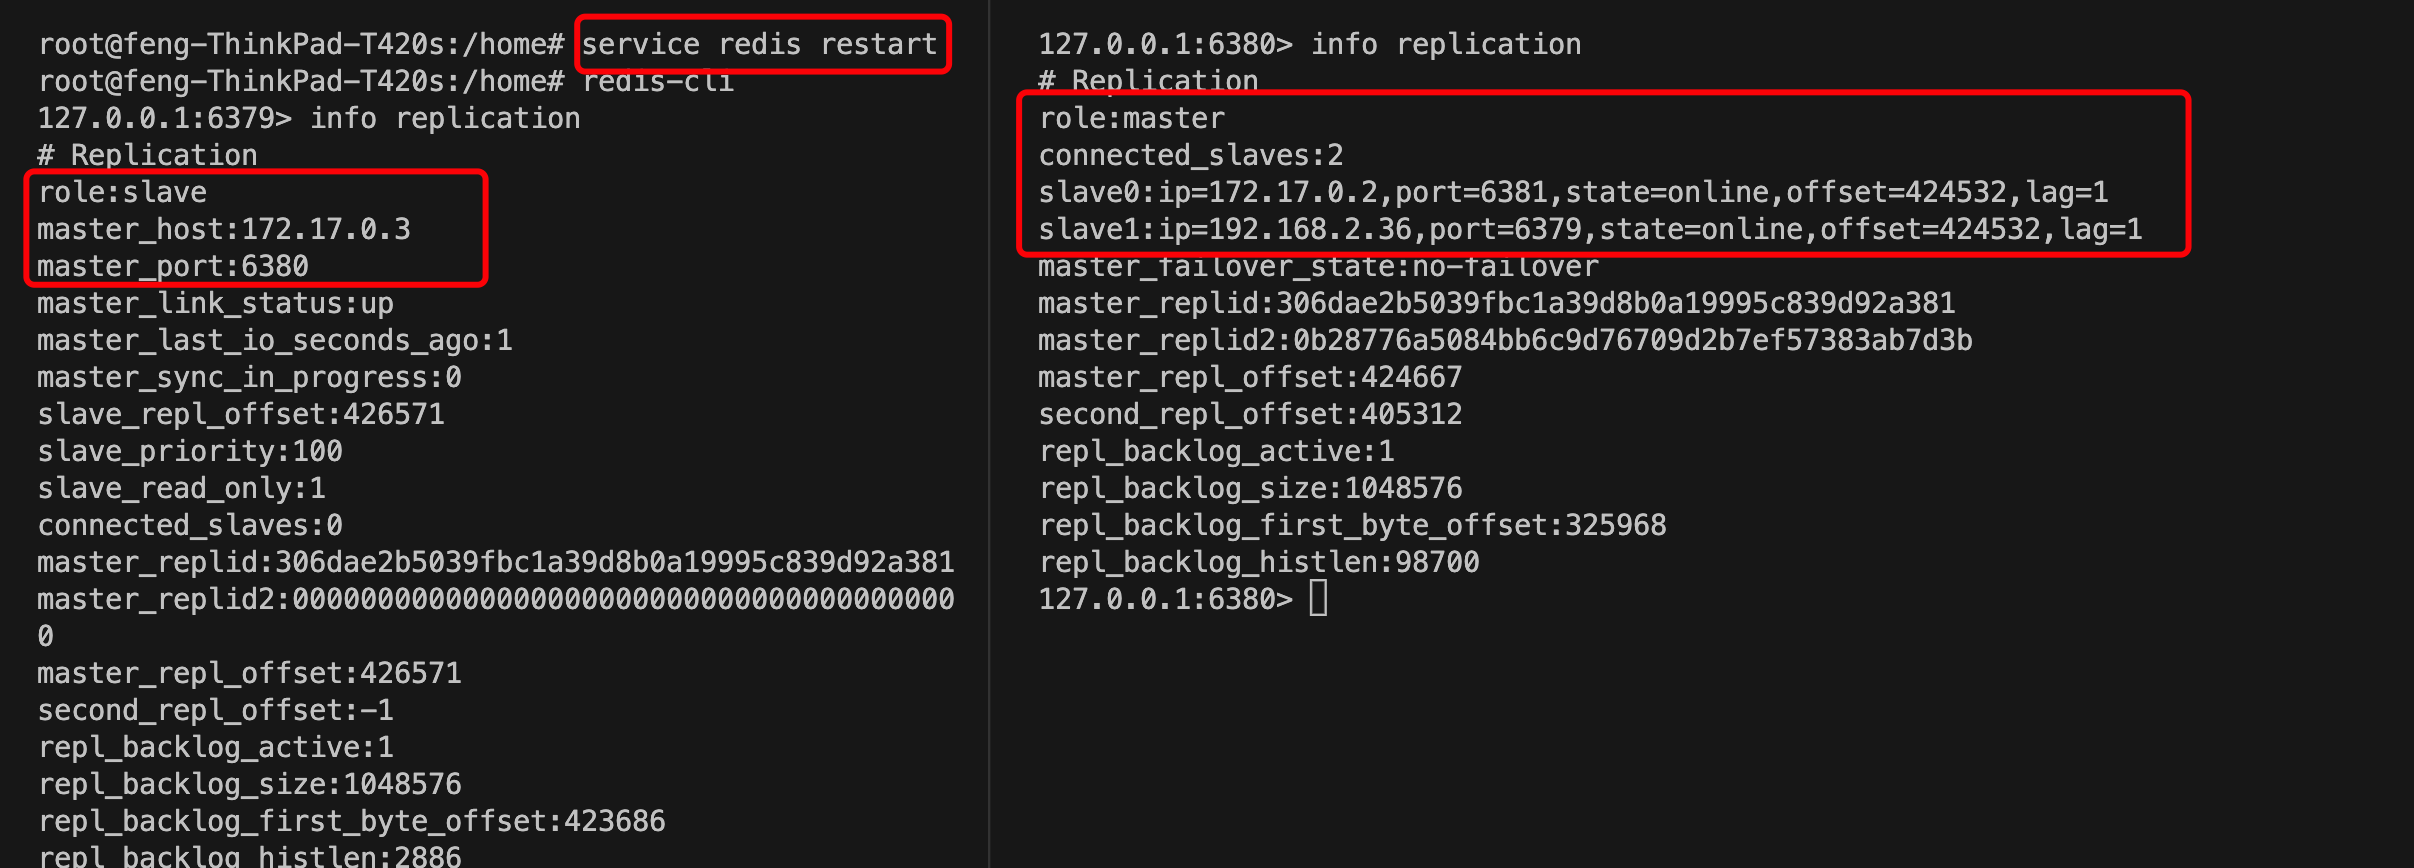 root@feng-ThinkPad-T420s:/home# service redis restart
root@feng-ThinkPad-T420s:/home# redis-cli
127.0.0.1:6379> info replication
# Replication
role:slave
master_host:172.17.0.3
master_port:6380
master_link_status:up
master_last_io_seconds_ago:1
master_sync_in_progress:0
slave_repl_offset:426571
slave_priority:100
slave_read_only:1
connected_slaves:0
master_replid:306dae2b5039fbc1a39d8b0a19995c839d92a381
master_replid2:000000000000000000000000000000000000000
0
master_repl_offset:426571
second_repl_offset:-1
repl_backlog_active:1
repl_backlog_size:1048576
repl_backlog_first_byte_offset:423686
repl_backlog_histlen:2886
127.0.0.1:6380> info replication
# Replication
role:master
connected_slaves:2
slave0:ip=172.17.0.2,port=6381,state=online,offset=424532,lag=1
slave1:ip=192.168.2.36,port=6379,state=online,offset=424532,lag=1
master_failover_state:no-failover
master_replid:306dae2b5039fbc1a39d8b0a19995c839d92a381
master_replid2:0b28776a5084bb6c9d76709d2b7ef57383ab7d3b
master_repl_offset:424667
second_repl_offset:405312
repl_backlog_active:1
repl_backlog_size:1048576
repl_backlog_first_byte_offset:325968
repl_backlog_histlen:98700
127.0.0.1:6380>